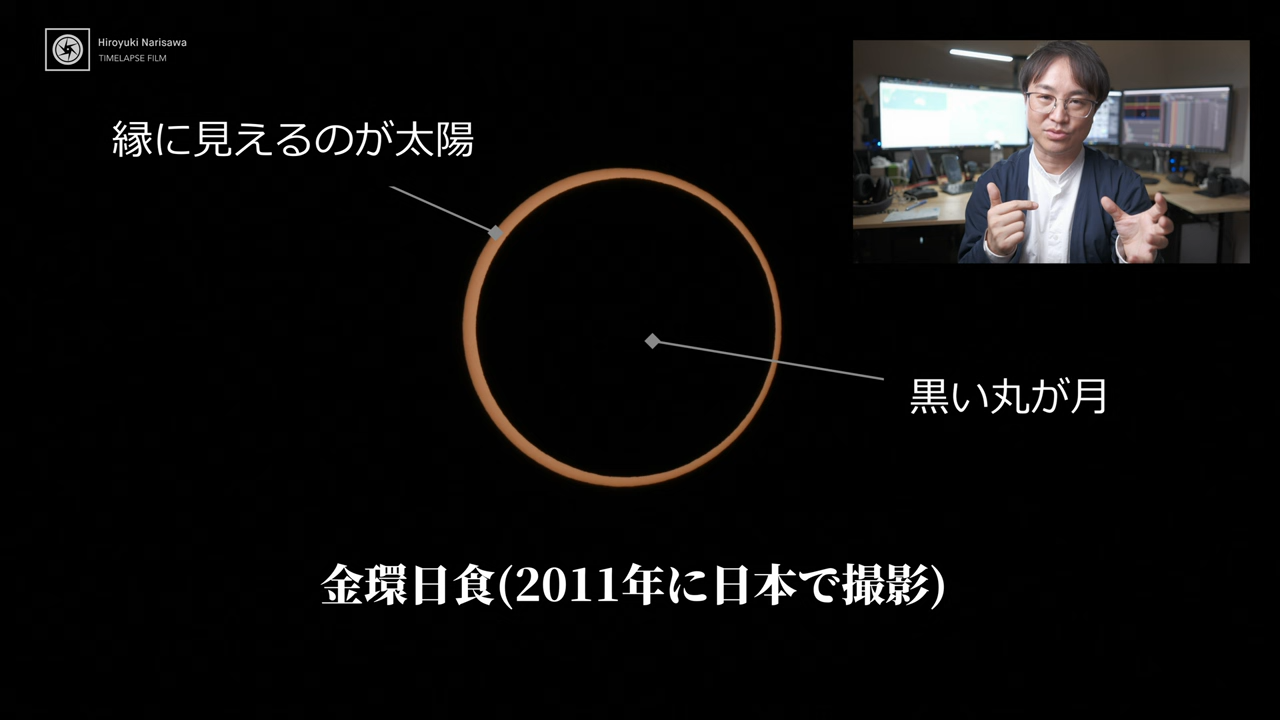 Hiroyuki Narisawa
TIMELAPSE FILM
縁に見えるのが太陽
黒い丸が月
金環日食(2011年に日本で撮影)